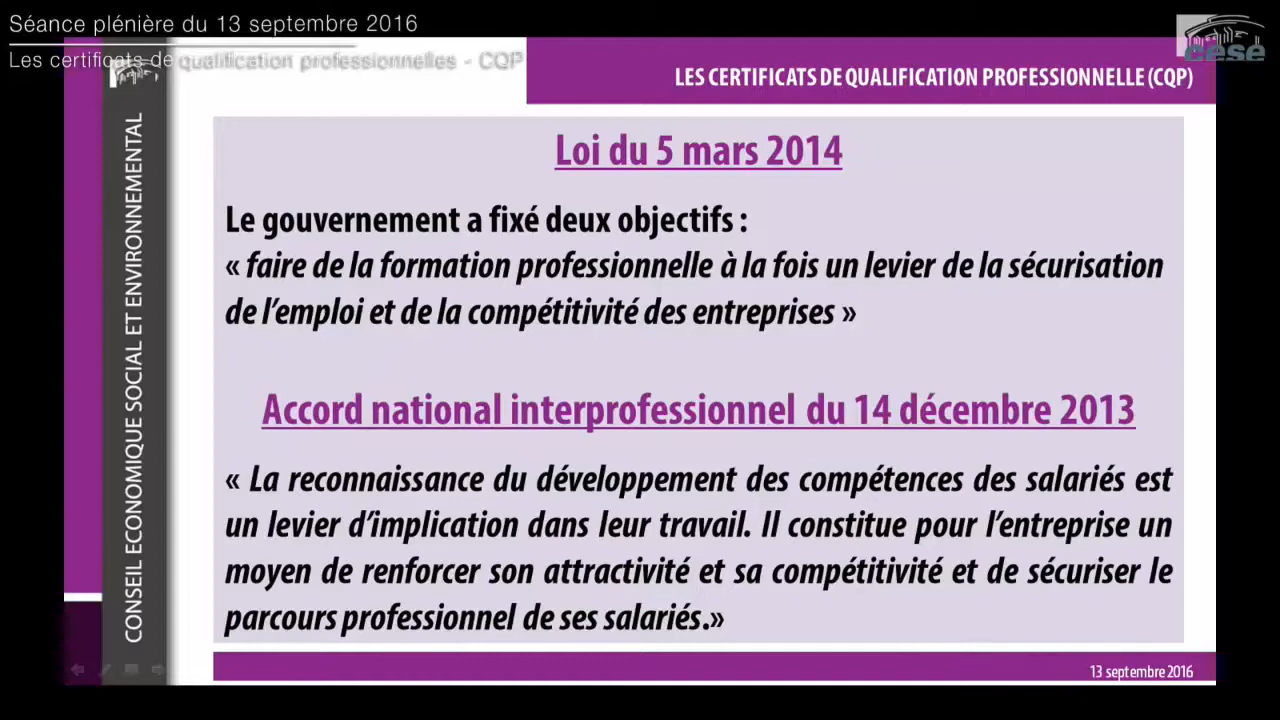 Séance plénière du 13 septembre 2016
Les certificats de qualification professionnelles - CQP
cese
LES CERTIFICATS DE QUALIFICATION PROFESSIONNELLE (CQP)
CONSEIL ECONOMIQUE SOCIAL ET ENVIRONNEMENTAL
Loi du 5 mars 2014
Le gouvernement a fixé deux objectifs :
« faire de la formation professionnelle à la fois un levier de la sécurisation
de l’emploi et de la compétitivité des entreprises »
Accord national interprofessionnel du 14 décembre 2013
« La reconnaissance du développement des compétences des salariés est
un levier d’implication dans leur travail. Il constitue pour l’entreprise un
moyen de renforcer son attractivité et sa compétitivité et de sécuriser le
parcours professionnel de ses salariés.»
13 septembre 2016